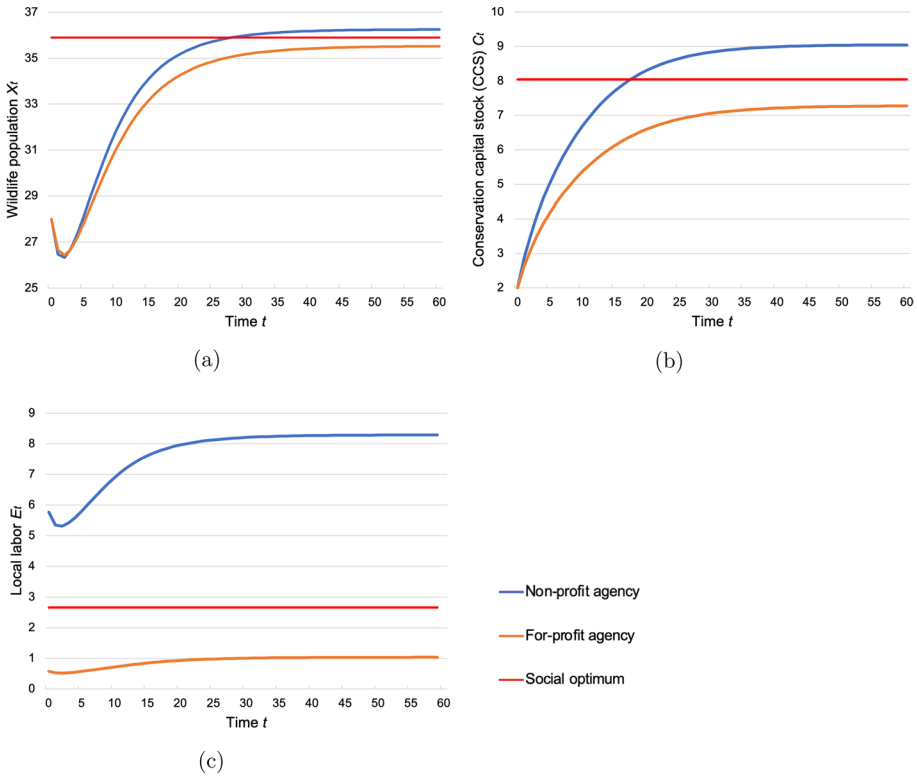 Wildlife population Xt
37
35
33
31
29
27
25
0 5 10 15 20 25 30 35 40 45 50 55 60
Time t
(a)
Conservation capital stock (CCS) Ct
10
9
8
7
6
5
4
3
2
0 5 10 15 20 25 30 35 40 45 50 55 60
Time t
(b)
Local labor Et
9
8
7
6
5
4
3
2
1
0
0 5 10 15 20 25 30 35 40 45 50 55 60
Time t
(c)
Non-profit agency
For-profit agency
Social optimum